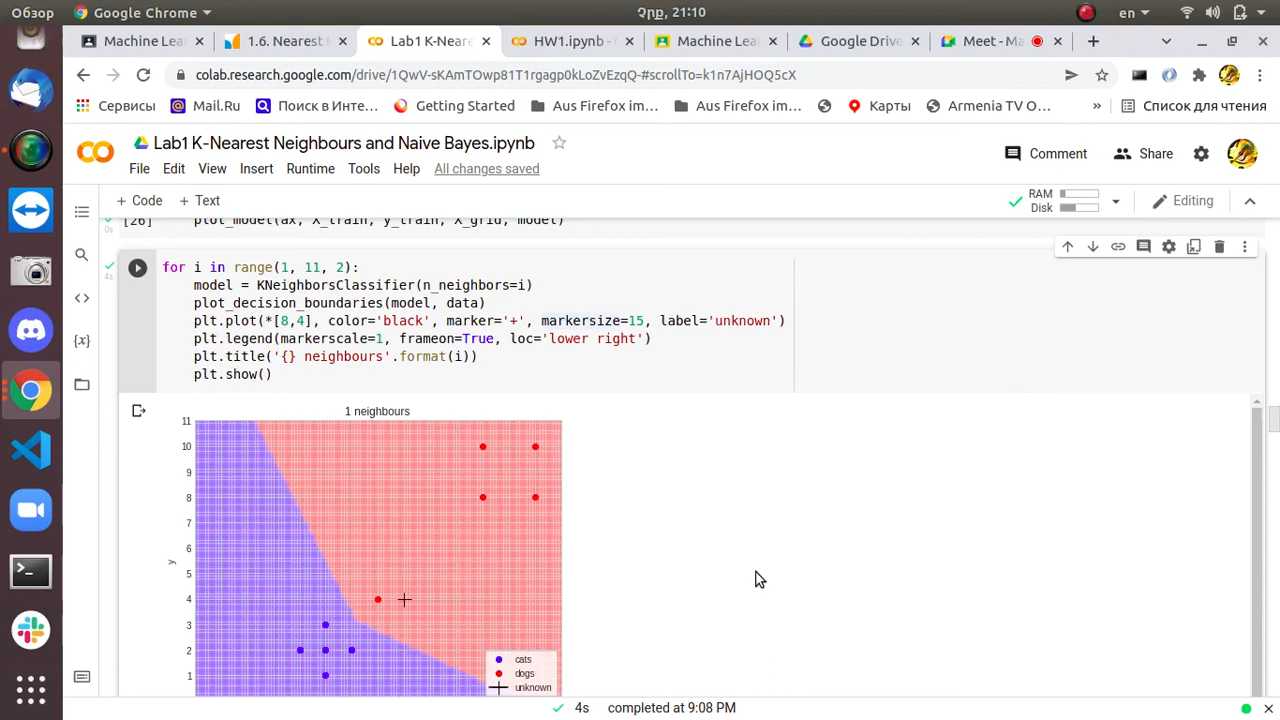 Обзор
Google Chrome
Չրք, 21:10
en
Machine Lea
1.6. Nearest
Lab1 K-Neare
HW1.ipynb -
Machine Lea
Google Drive
Meet - Ma
colab.research.google.com/drive/1QwV-sKAmTOwp81T1rgagp0kLoZvEzqQ-#scrollTo=k1n7AjHOQ5cX
Сервисы
Mail.Ru
Поиск в Инте...
Getting Started
Aus Firefox im...
Aus Firefox im...
Карты
Armenia TV O...
»
Список для чтения
Lab1 K-Nearest Neighbours and Naive Bayes.ipynb
File Edit View Insert Runtime Tools Help All changes saved
Comment
Share
+ Code + Text
RAM
Disk
Editing
[26] plot_model(ax, X_train, y_train, X_grid, model)
0s
4s
for i in range(1, 11, 2):
model = KNeighborsClassifier(n_neighbors=i)
plot_decision_boundaries(model, data)
plt.plot(*[8,4], color='black', marker='+', markersize=15, label='unknown')
plt.legend(markerscale=1, frameon=True, loc='lower right')
plt.title('{} neighbours'.format(i))
plt.show()
1 neighbours
11
10
9
8
7
6
y
5
4
3
2
1
cats
dogs
unknown
4s completed at 9:08 PM